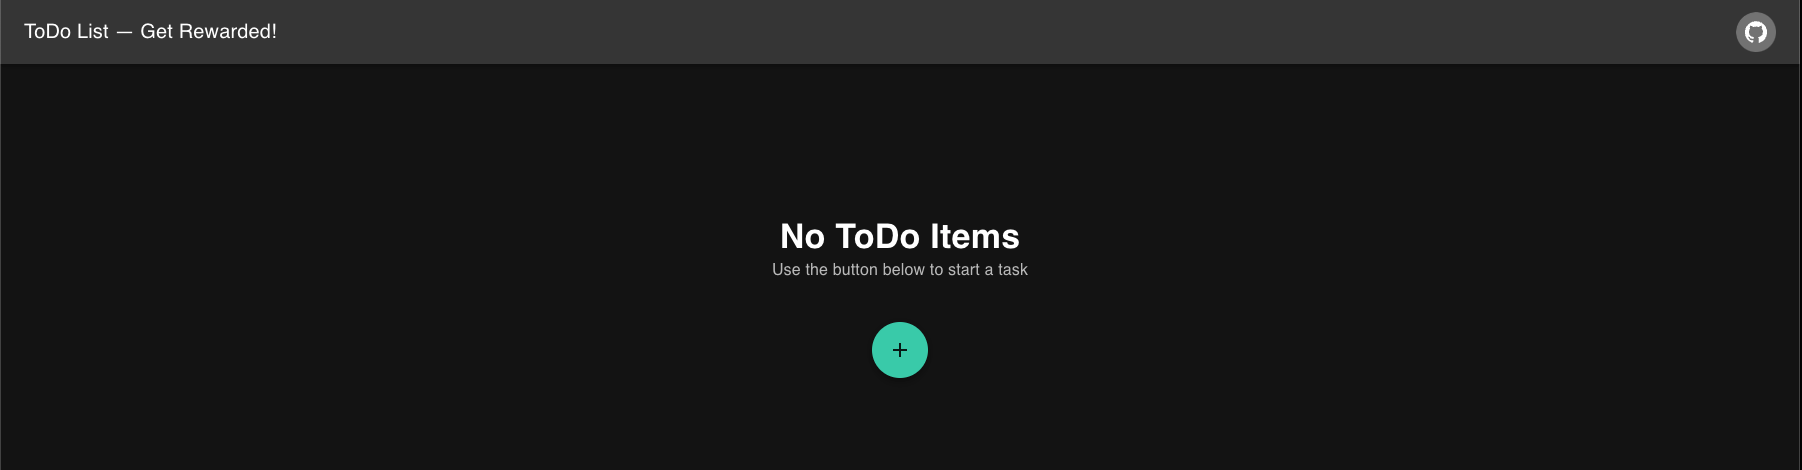 ToDo List — Get Rewarded!
No ToDo Items
Use the button below to start a task
+